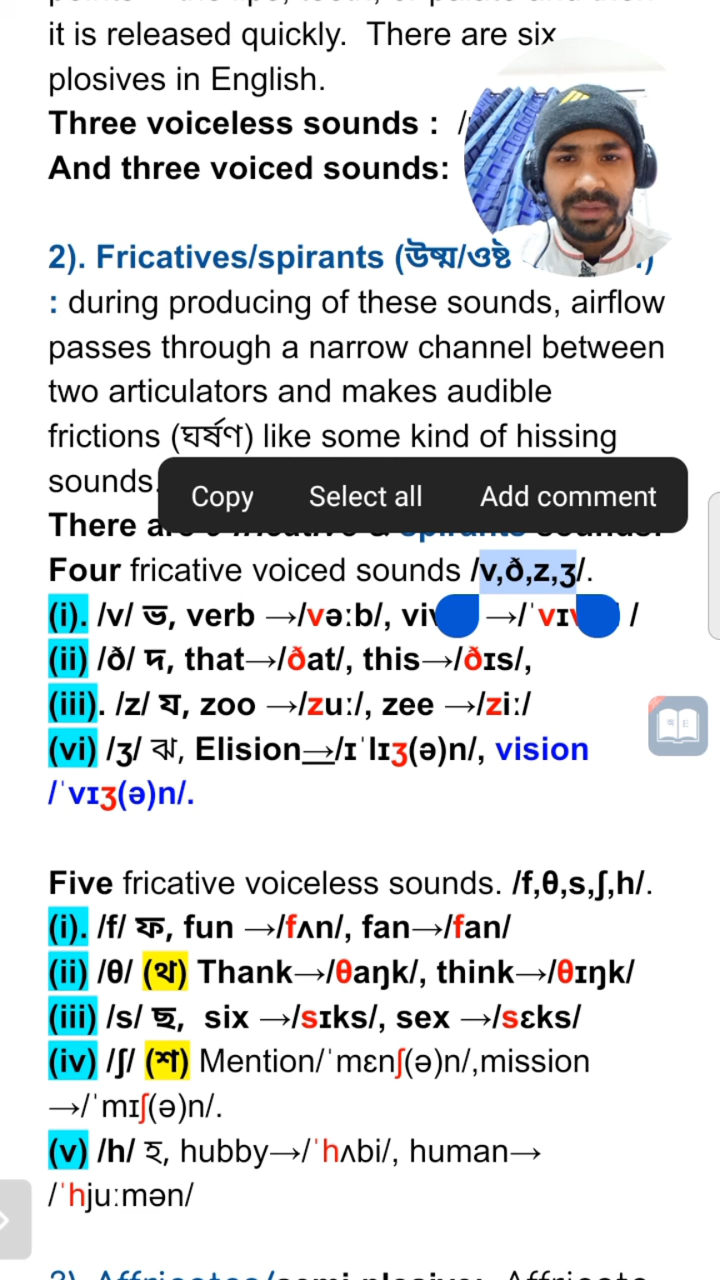 it is released quickly. There are six
plosives in English.
Three voiceless sounds : /
And three voiced sounds:
2). Fricatives/spirants (উষ্ম/ওষ্ট
: during producing of these sounds, airflow
passes through a narrow channel between
two articulators and makes audible
frictions (ঘর্ষণ) like some kind of hissing
sounds.
Copy Select all Add comment
There
Four fricative voiced sounds /v,ð,z,ʒ/.
(i). /v/ ভ, verb →/vəːb/,
(ii) /ð/ দ, that→/ðat/, this→/ðɪs/,
(iii). /z/ য, zoo →/zuː/, zee →/ziː/
(vi) /ʒ/ ঝ, Elision→/ɪˈlɪʒ(ə)n/, vision
/ˈvɪʒ(ə)n/.
Five fricative voiceless sounds. /f,θ,s,ʃ,h/.
(i). /f/ ফ, fun →/fʌn/, fan→/fan/
(ii) /θ/ (থ) Thank→/θaŋk/, think→/θɪŋk/
(iii) /s/ ছ, six →/sɪks/, sex →/sɛks/
(iv) /ʃ/ (শ) Mention/ˈmɛnʃ(ə)n/,mission
→/ˈmɪʃ(ə)n/.
(v) /h/ হ, hubby→/ˈhʌbi/, human→
/ˈhjuːmən/